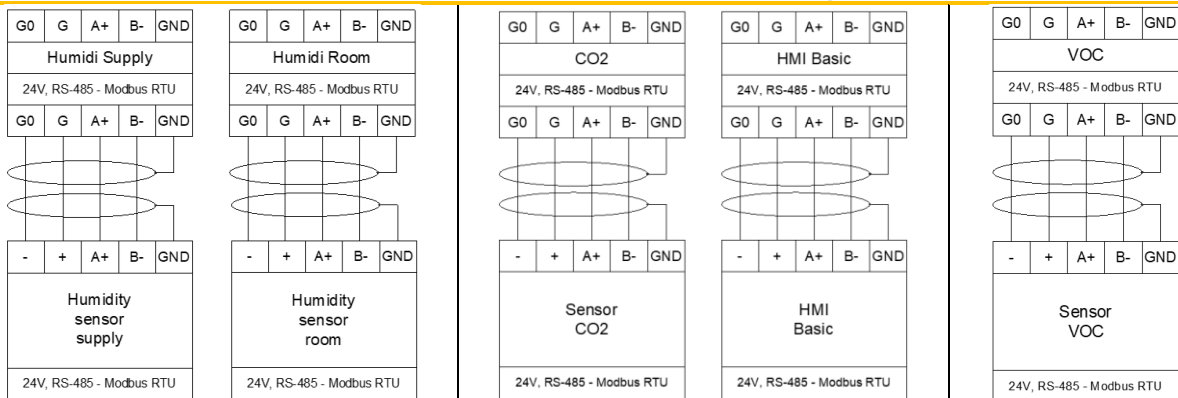 G0 G A+ B- GND
Humidi Supply
24V, RS-485 - Modbus RTU
G0 G A+ B- GND
- + A+ B- GND
Humidity
sensor
supply
24V, RS-485 - Modbus RTU
G0 G A+ B- GND
Humidi Room
24V, RS-485 - Modbus RTU
G0 G A+ B- GND
- + A+ B- GND
Humidity
sensor
room
24V, RS-485 - Modbus RTU
G0 G A+ B- GND
CO2
24V, RS-485 - Modbus RTU
G0 G A+ B- GND
- + A+ B- GND
Sensor
CO2
24V, RS-485 - Modbus RTU
G0 G A+ B- GND
HMI Basic
24V, RS-485 - Modbus RTU
G0 G A+ B- GND
- + A+ B- GND
HMI
Basic
24V, RS-485 - Modbus RTU
G0 G A+ B- GND
VOC
24V, RS-485 - Modbus RTU
G0 G A+ B- GND
- + A+ B- GND
Sensor
VOC
24V, RS-485 - Modbus RTU